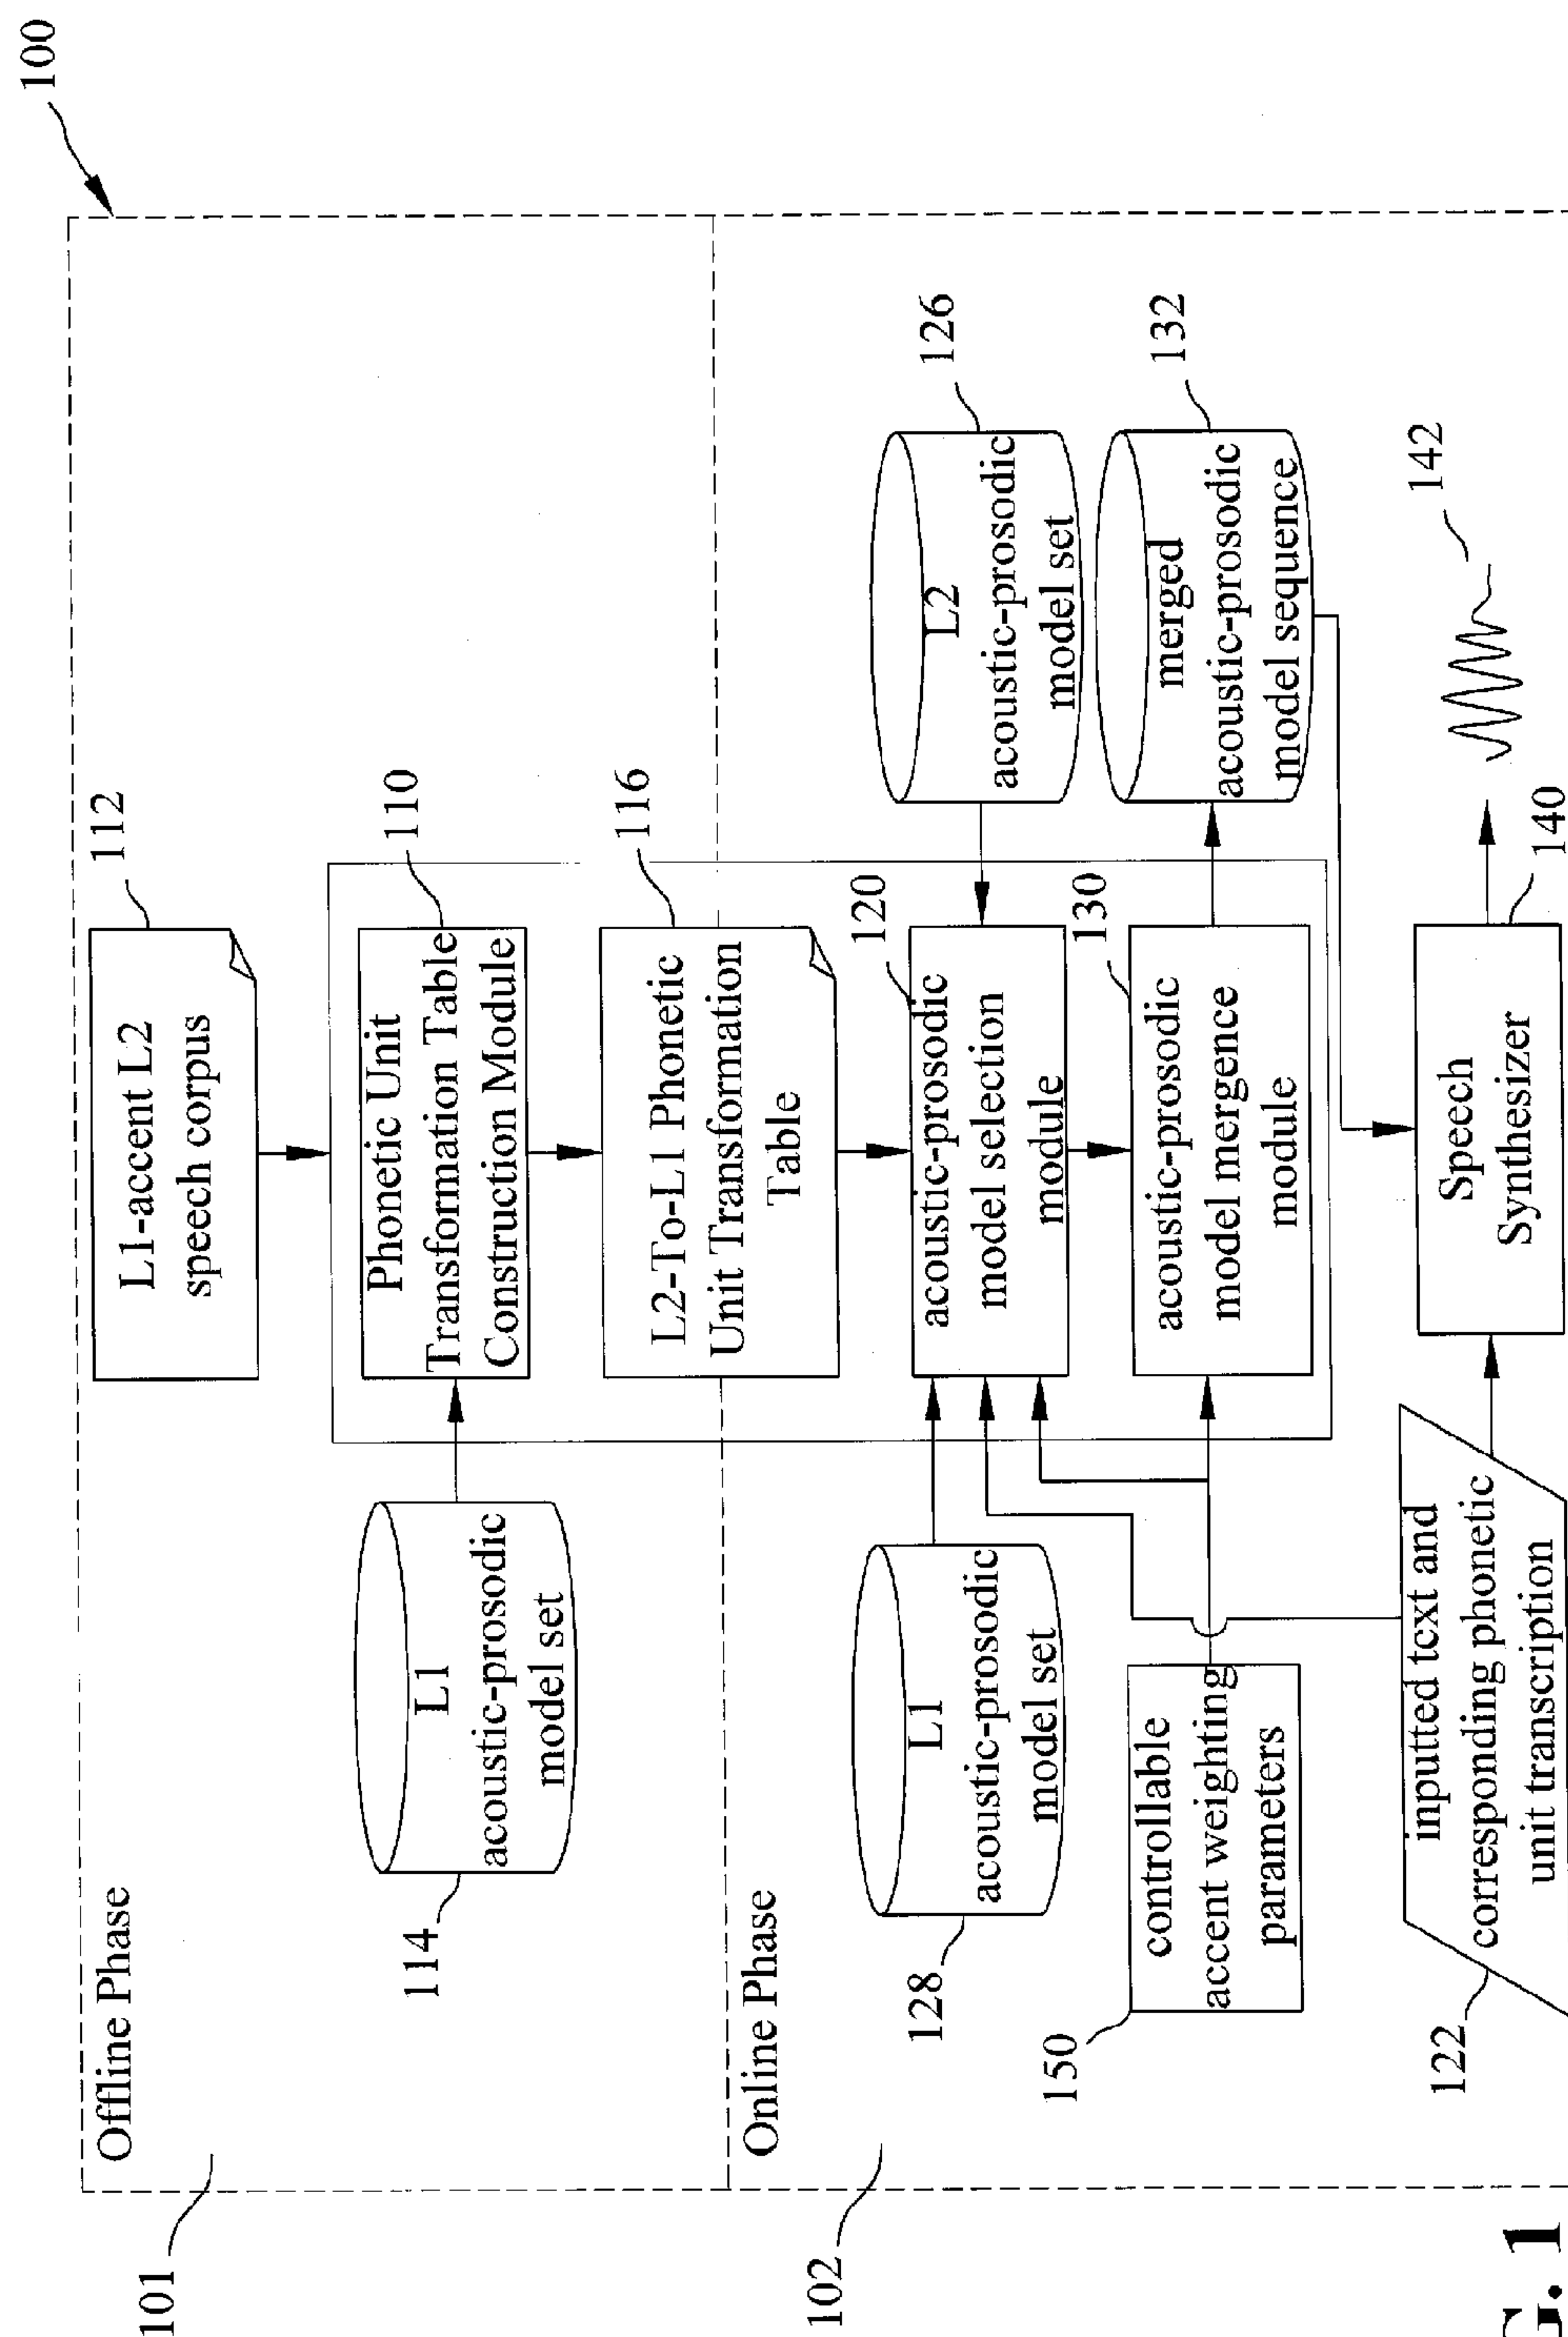 100
Offline Phase
101
L1-accent L2
speech corpus
112
L1
acoustic-prosodic
model set
114
Phonetic Unit
Transformation Table
Construction Module
110
L2-To-L1 Phonetic
Unit Transformation
Table
116
Online Phase
102
L1
acoustic-prosodic
model set
128
acoustic-prosodic
model selection
module
120
L2
acoustic-prosodic
model set
126
controllable
accent weighting
parameters
150
acoustic-prosodic
model mergence
module
130
merged
acoustic-prosodic
model sequence
132
inputted text and
corresponding phonetic
unit transcription
122
Speech
Synthesizer
140
142
G. 1